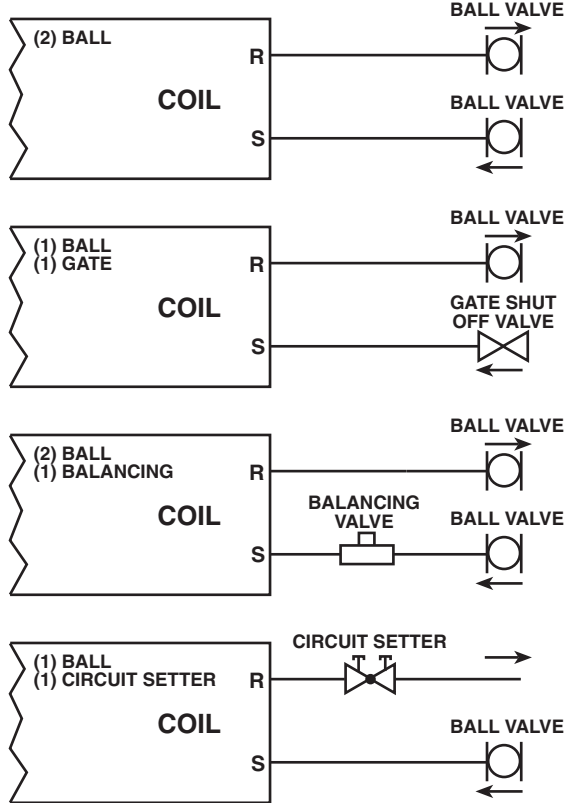 BALL VALVE
(2) BALL
R
COIL
BALL VALVE
S
BALL VALVE
(1) BALL
(1) GATE
R
COIL
GATE SHUT
OFF VALVE
S
BALL VALVE
(2) BALL
(1) BALANCING
R
COIL
BALANCING
VALVE
BALL VALVE
S
CIRCUIT SETTER
(1) BALL
(1) CIRCUIT SETTER
R
COIL
BALL VALVE
S